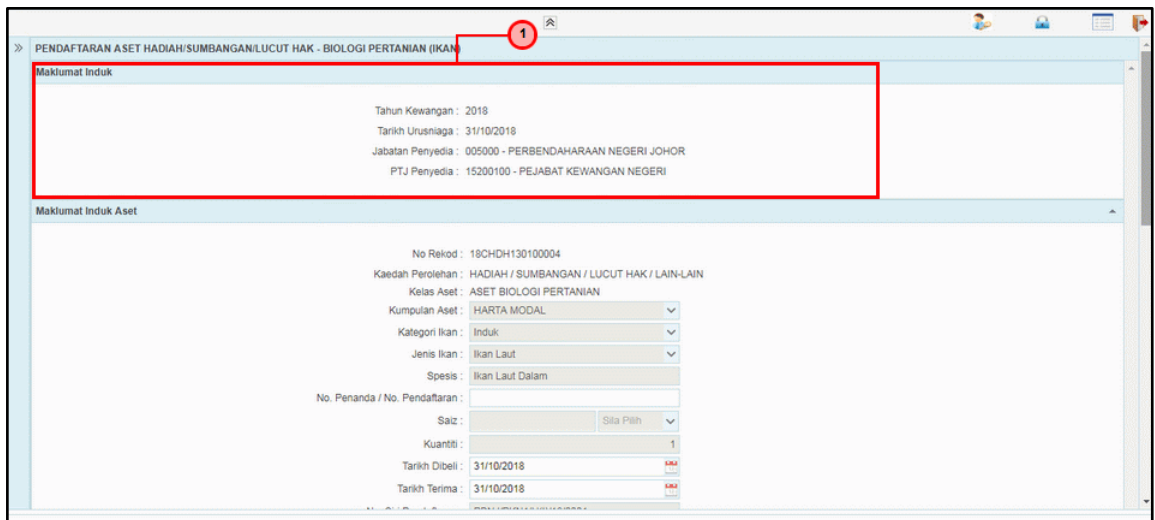 1
PENDAFTARAN ASET HADIAH/SUMBANGAN/LUCUT HAK - BIOLOGI PERTANIAN (IKAN)
Maklumat Induk
Tahun Kewangan : 2018
Tarikh Urusniaga : 31/10/2018
Jabatan Penyedia : 005000 - PERBENDAHARAAN NEGERI JOHOR
PTJ Penyedia : 15200100 - PEJABAT KEWANGAN NEGERI
Maklumat Induk Aset
No Rekod : 18CHDH130100004
Kaedah Perolehan : HADIAH / SUMBANGAN / LUCUT HAK / LAIN-LAIN
Kelas Aset : ASET BIOLOGI PERTANIAN
Kumpulan Aset : HARTA MODAL
Kategori Ikan : Induk
Jenis Ikan : Ikan Laut
Spesis : Ikan Laut Dalam
No. Penanda / No. Pendaftaran :
Saiz : Sila Pilih
Kuantiti : 1
Tarikh Dibeli : 31/10/2018
Tarikh Terima : 31/10/2018